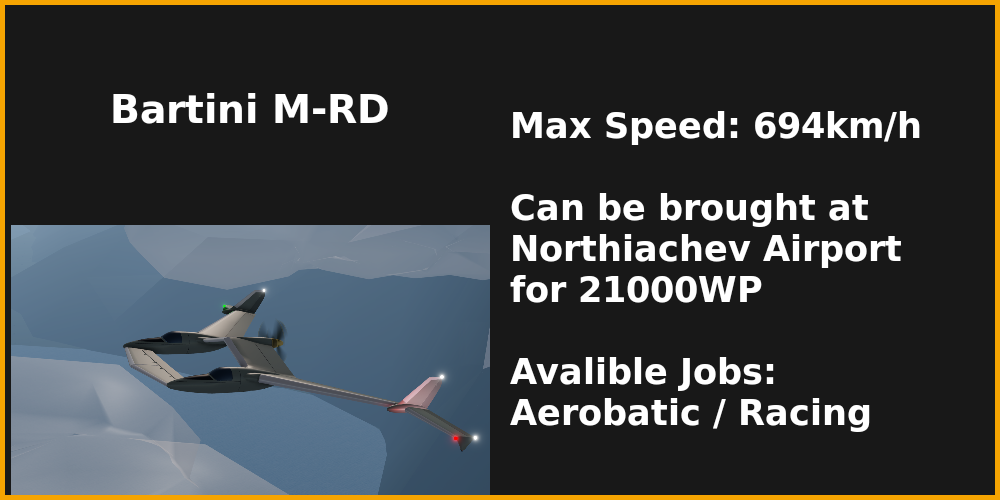 Bartini M-RD
Max Speed: 694km/h
Can be brought at
Northiachev Airport
for 21000WP
Avalible Jobs:
Aerobatic / Racing